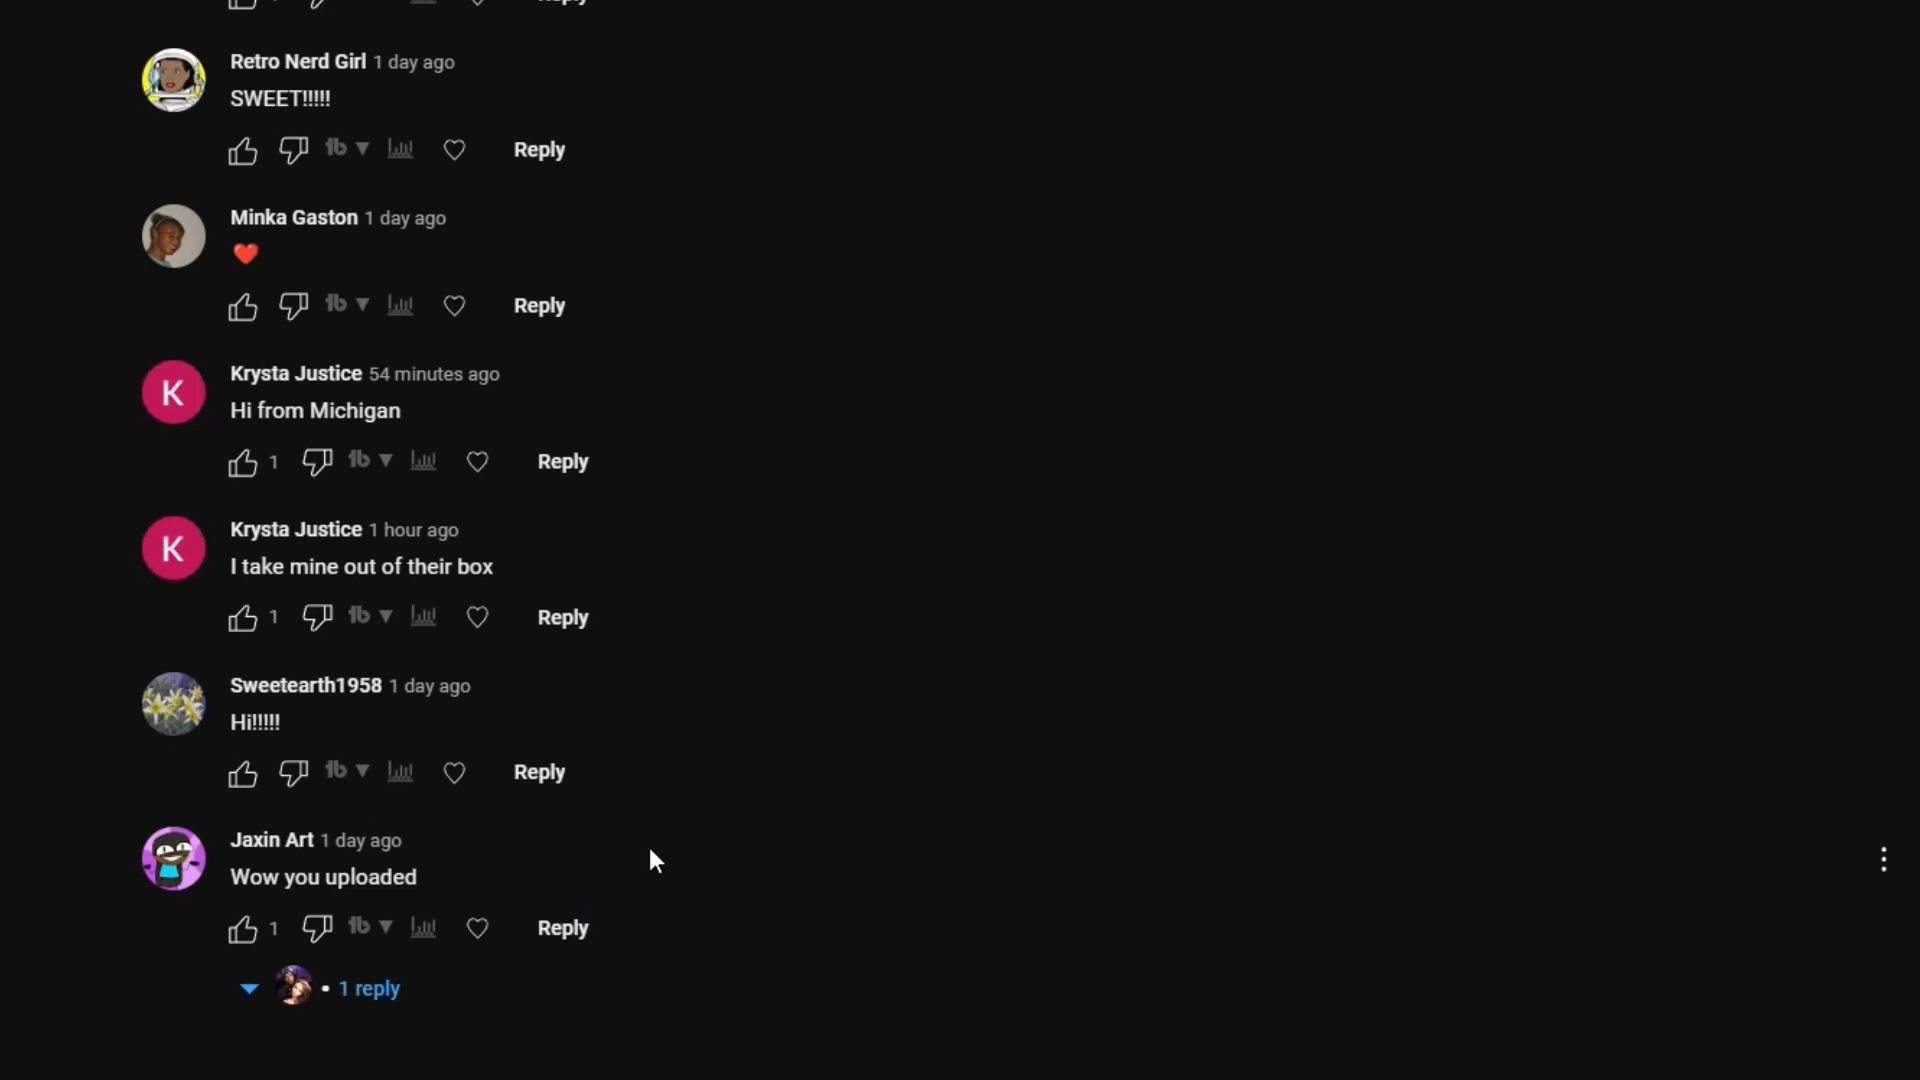 Reply
Retro Nerd Girl 1 day ago
SWEET!!!!!
Reply
Minka Gaston 1 day ago
❤️
Reply
K
Krysta Justice 54 minutes ago
Hi from Michigan
1 Reply
K
Krysta Justice 1 hour ago
I take mine out of their box
1 Reply
Sweetearth1958 1 day ago
Hi!!!!!
Reply
Jaxin Art 1 day ago
Wow you uploaded
1 Reply
• 1 reply